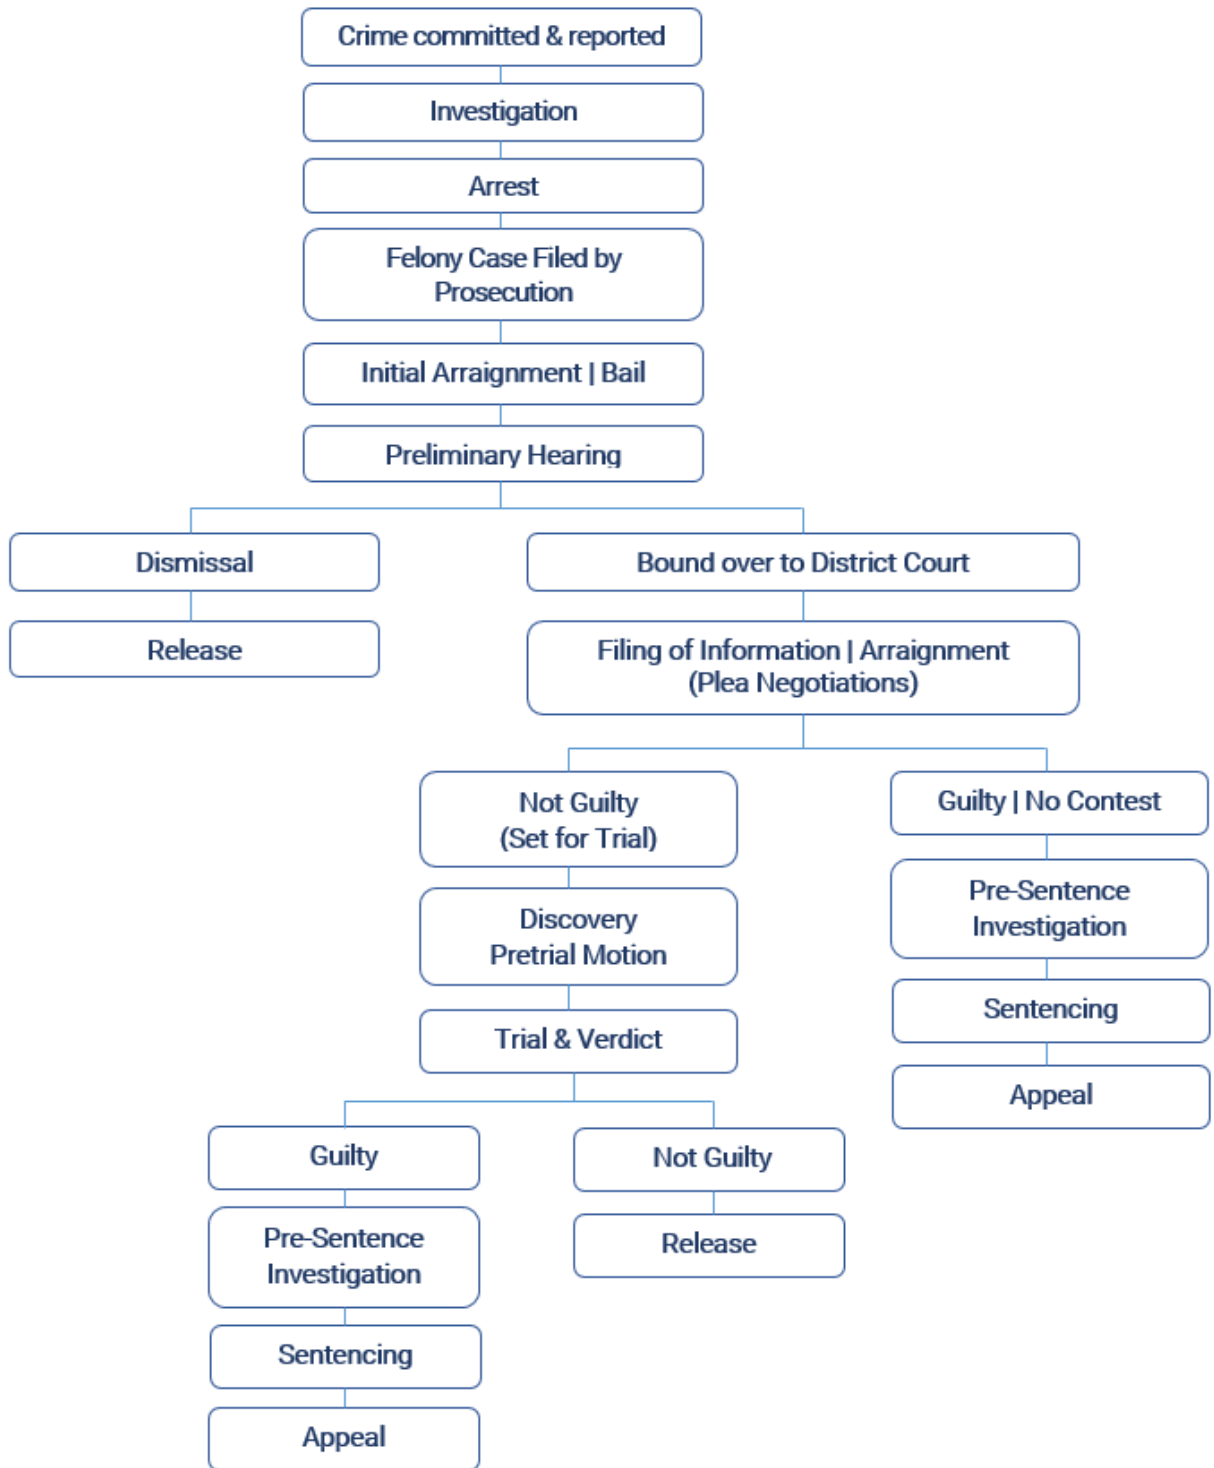 Crime committed & reported
Investigation
Arrest
Felony Case Filed by
Prosecution
Initial Arraignment | Bail
Preliminary Hearing
Dismissal
Release
Bound over to District Court
Filing of Information | Arraignment
(Plea Negotiations)
Not Guilty
(Set for Trial)
Discovery
Pretrial Motion
Trial & Verdict
Guilty | No Contest
Pre-Sentence
Investigation
Sentencing
Appeal
Guilty
Pre-Sentence
Investigation
Sentencing
Appeal
Not Guilty
Release